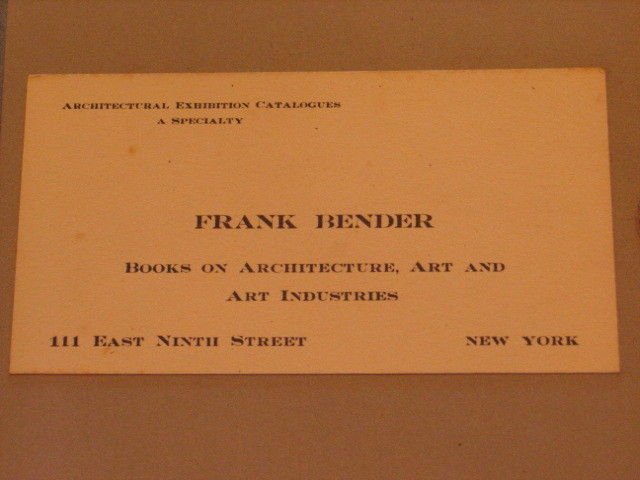 Architectural Exhibition Catalogues
a Specialty
FRANK BENDER
Books on Architecture, Art and
Art Industries
111 East Ninth Street NEW YORK